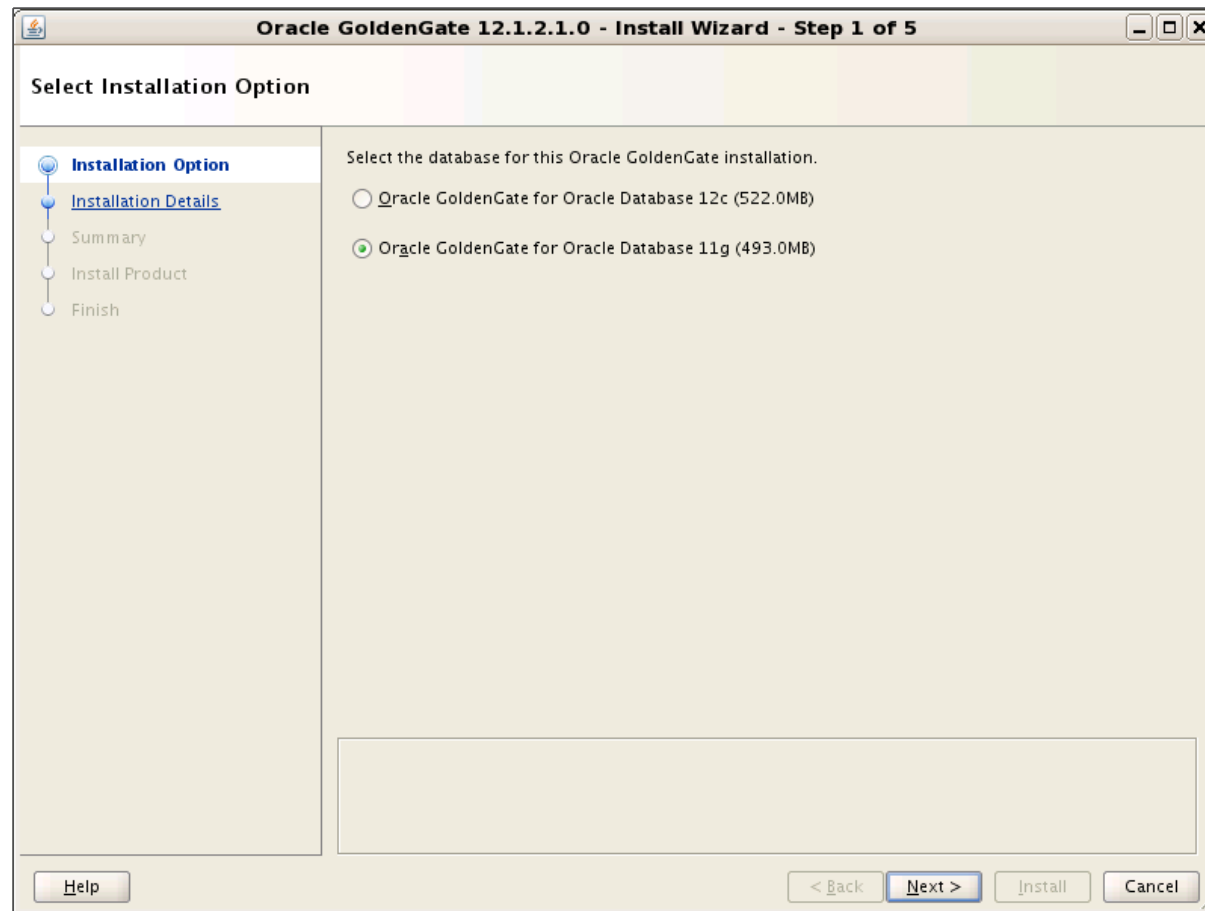 Oracle GoldenGate 12.1.2.1.0 - Install Wizard - Step 1 of 5
Select Installation Option
Installation Option
Installation Details
Summary
Install Product
Finish
Select the database for this Oracle GoldenGate installation.
Oracle GoldenGate for Oracle Database 12c (522.0MB)
Oracle GoldenGate for Oracle Database 11g (493.0MB)
Help
< Back
Next >
Install
Cancel